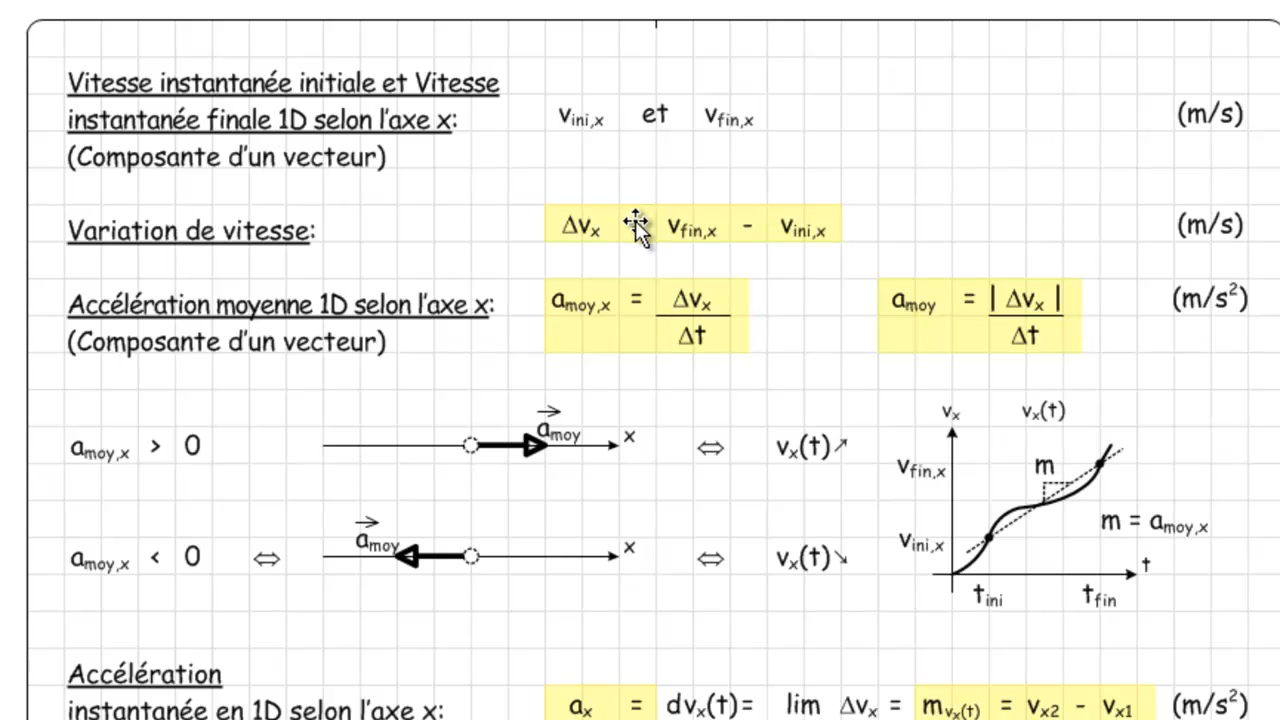 Vitesse instantanée initiale et Vitesse
instantanée finale 1D selon l'axe x: v_ini,x et v_fin,x (m/s)
(Composante d'un vecteur)
Variation de vitesse: Δv_x v_fin,x - v_ini,x (m/s)
Accélération moyenne 1D selon l'axe x: a_moy,x = Δv_x / Δt a_moy = | Δv_x | / Δt (m/s²)
(Composante d'un vecteur)
a_moy,x > 0 a_moy x ⇔ v_x(t)↗
a_moy,x < 0 ⇔ a_moy x ⇔ v_x(t)↘
v_x v_x(t)
v_fin,x m
m = a_moy,x
v_ini,x t
t_ini t_fin
Accélération
instantanée en 1D selon l'axe x: a_x = dv_x(t)= lim Δv_x = m_vx(t) = v_x2 - v_x1 (m/s²)